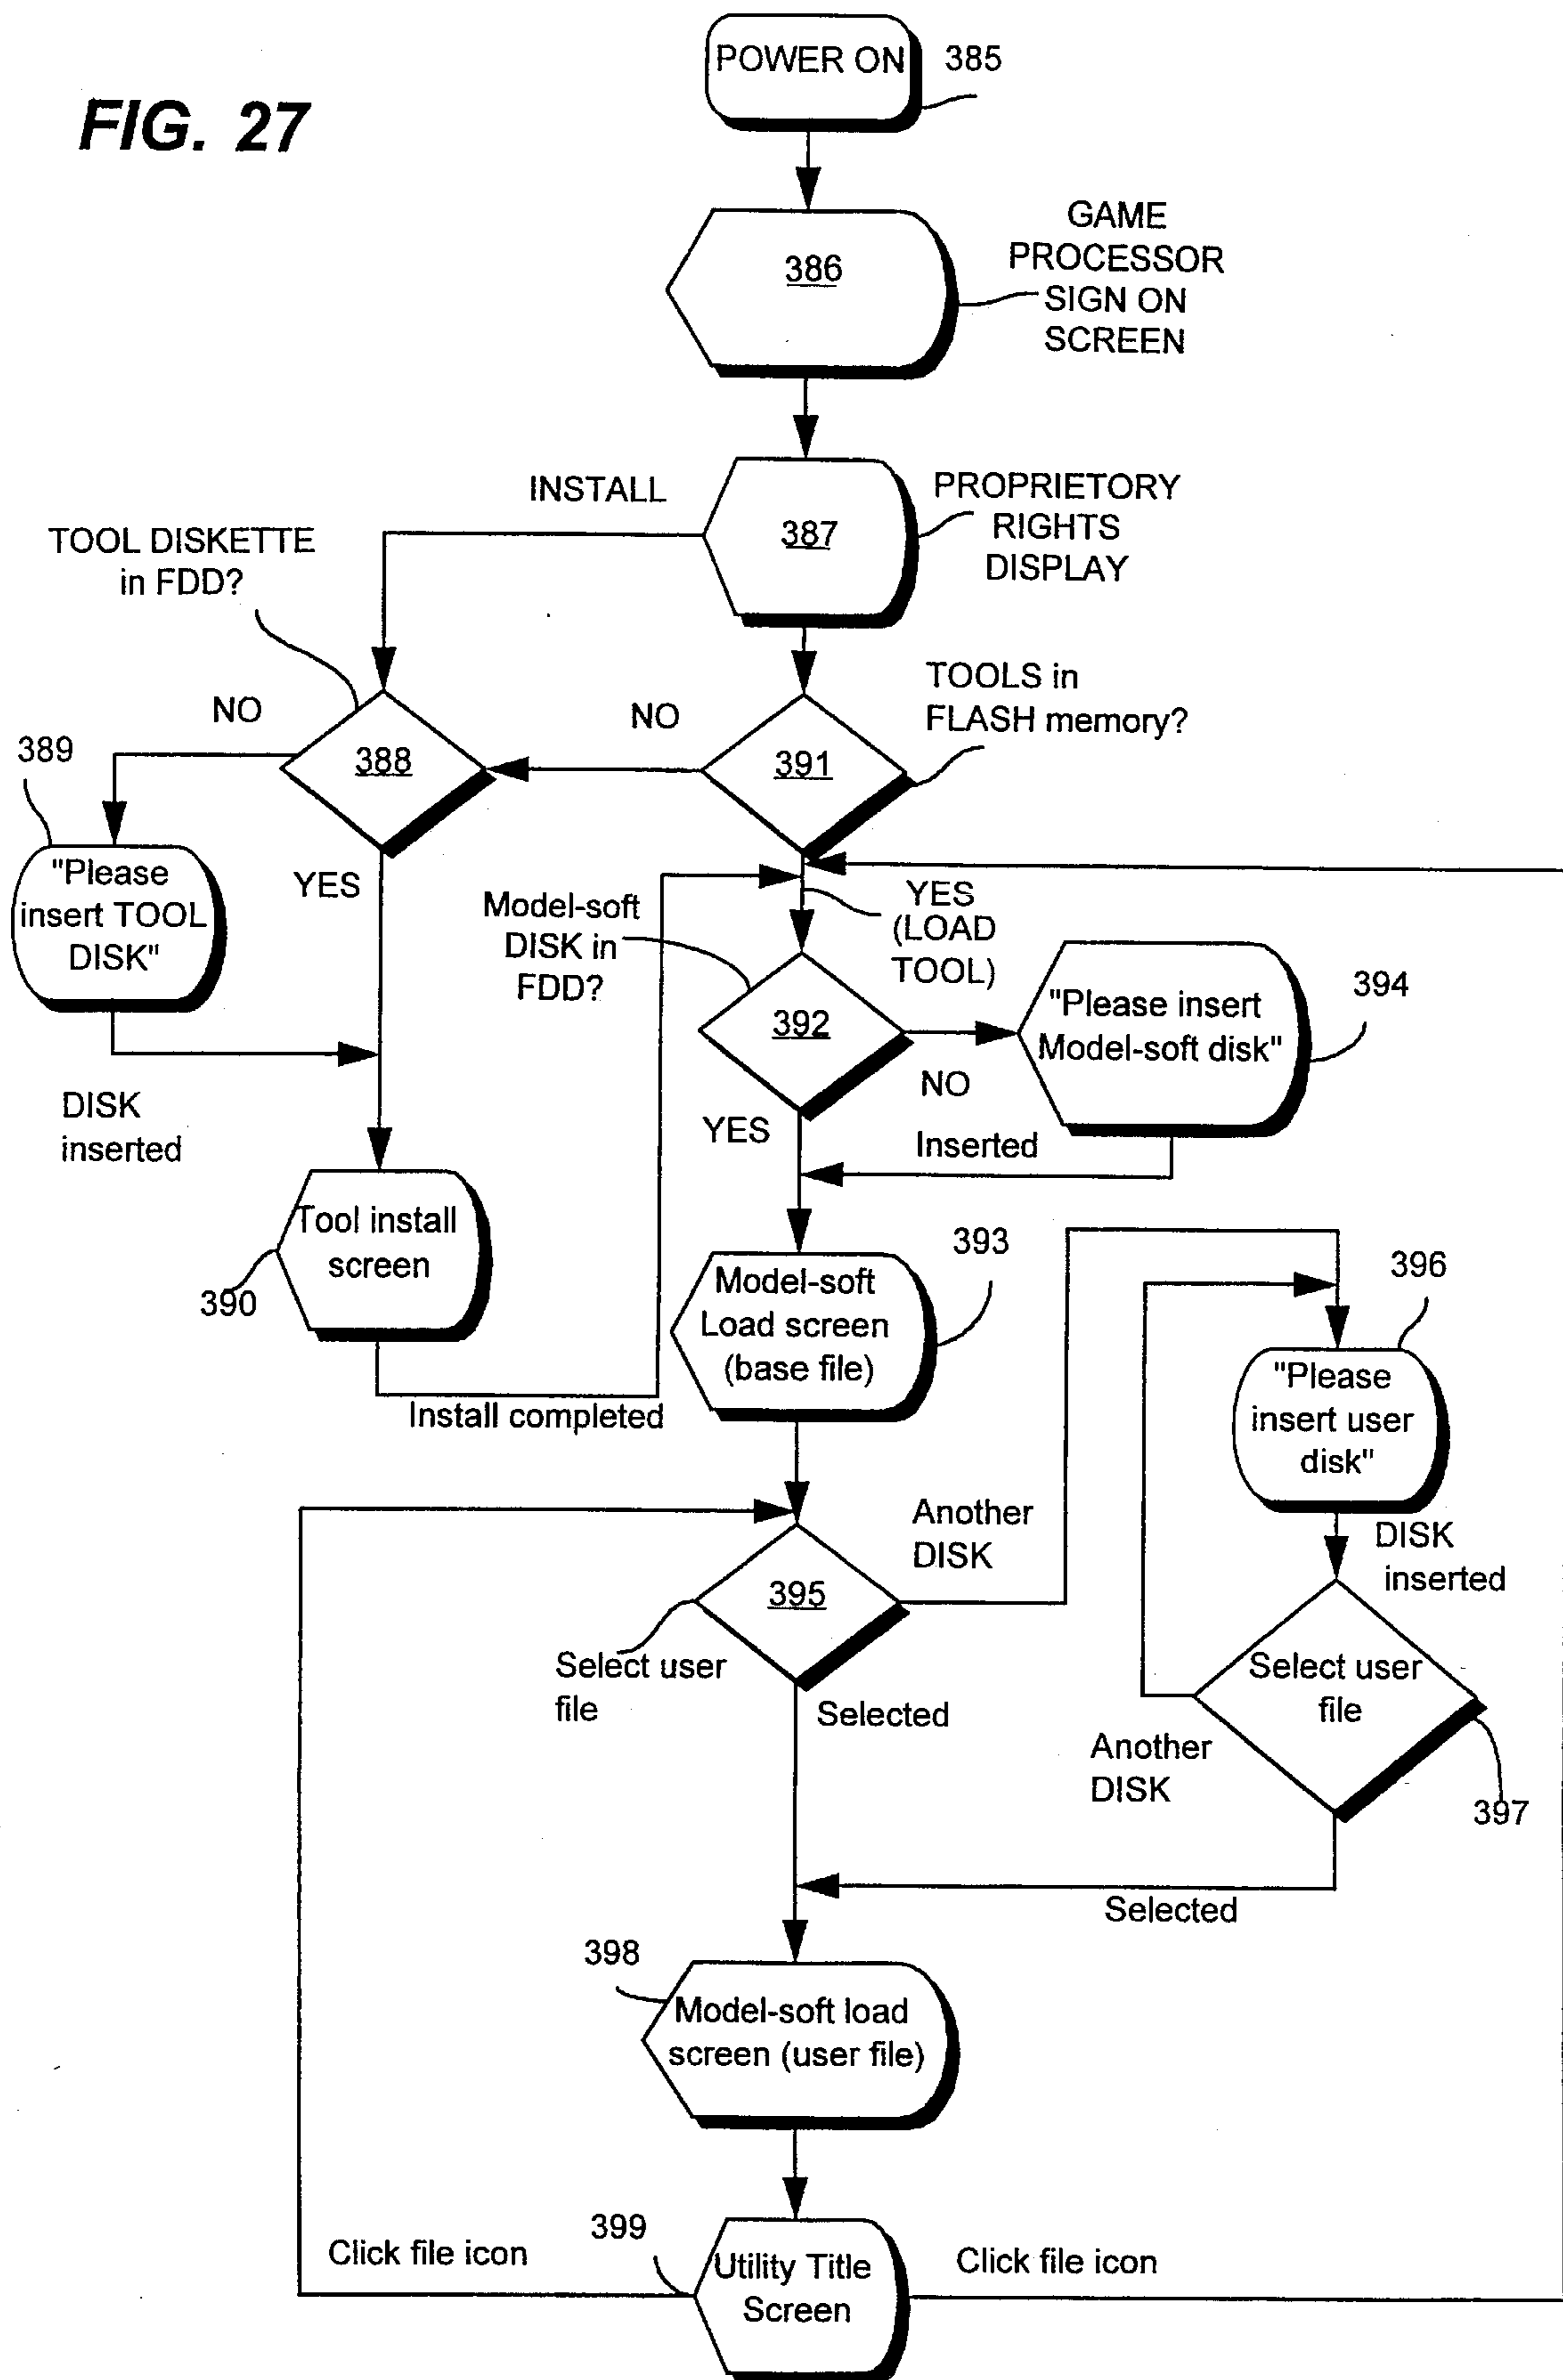 FIG. 27
POWER ON
385
386
GAME
PROCESSOR
SIGN ON
SCREEN
INSTALL
387
PROPRIETORY
RIGHTS
DISPLAY
TOOL DISKETTE
in FDD?
NO
388
NO
391
TOOLS in
FLASH memory?
389
"Please
insert TOOL
DISK"
YES
DISK
inserted
Model-soft
DISK in
FDD?
YES
(LOAD
TOOL)
392
NO
"Please insert
Model-soft disk"
394
YES
Inserted
Tool install
screen
390
Install completed
Model-soft
Load screen
(base file)
393
396
"Please
insert user
disk"
Another
DISK
DISK
inserted
395
Select user
file
Selected
Select user
file
Another
DISK
397
Selected
398
Model-soft load
screen (user file)
399
Click file icon
Utility Title
Screen
Click file icon